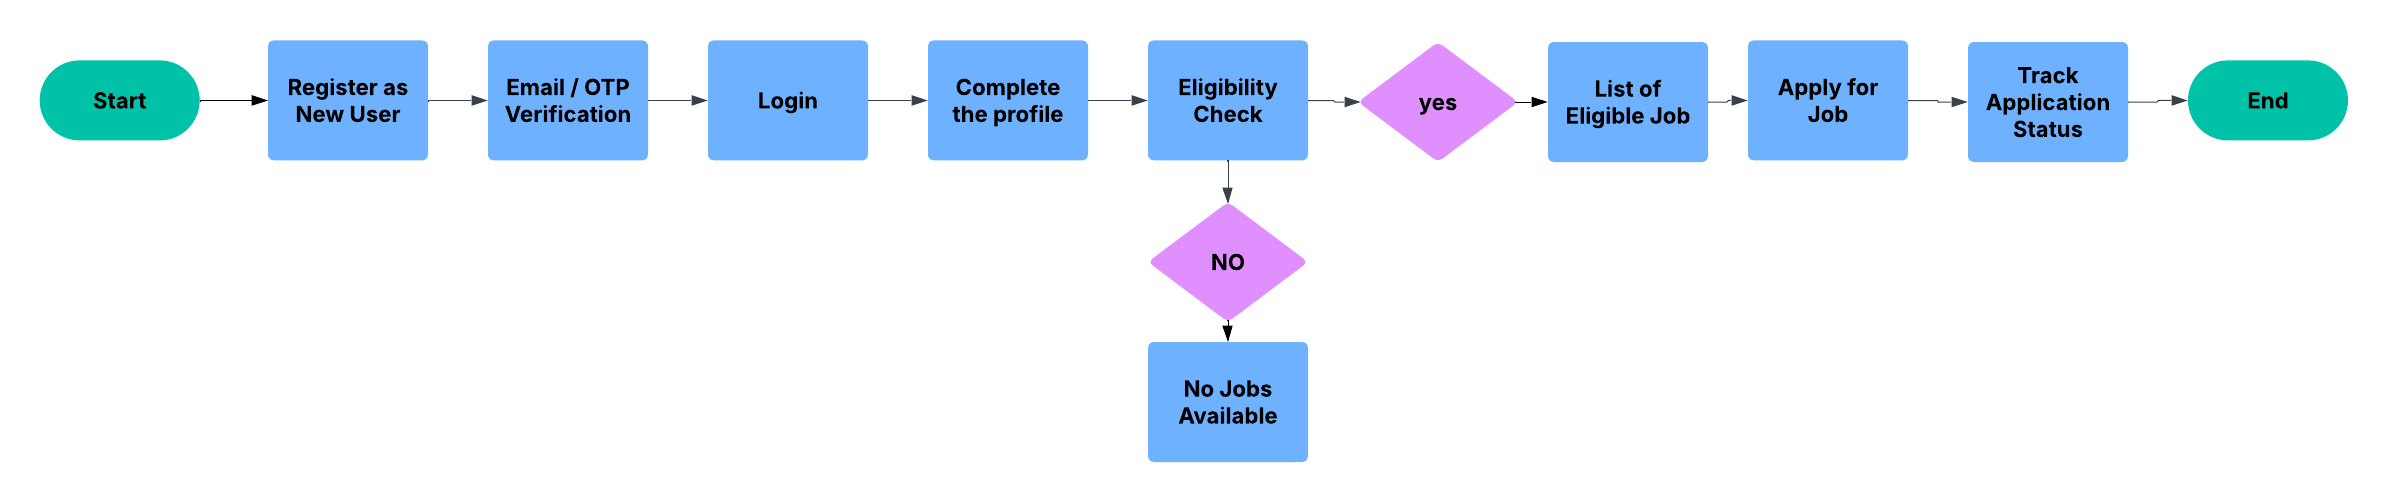 Start
Register as
New User
Email / OTP
Verification
Login
Complete
the profile
Eligibility
Check
yes
List of
Eligible Job
Apply for
Job
Track
Application
Status
End
NO
No Jobs
Available